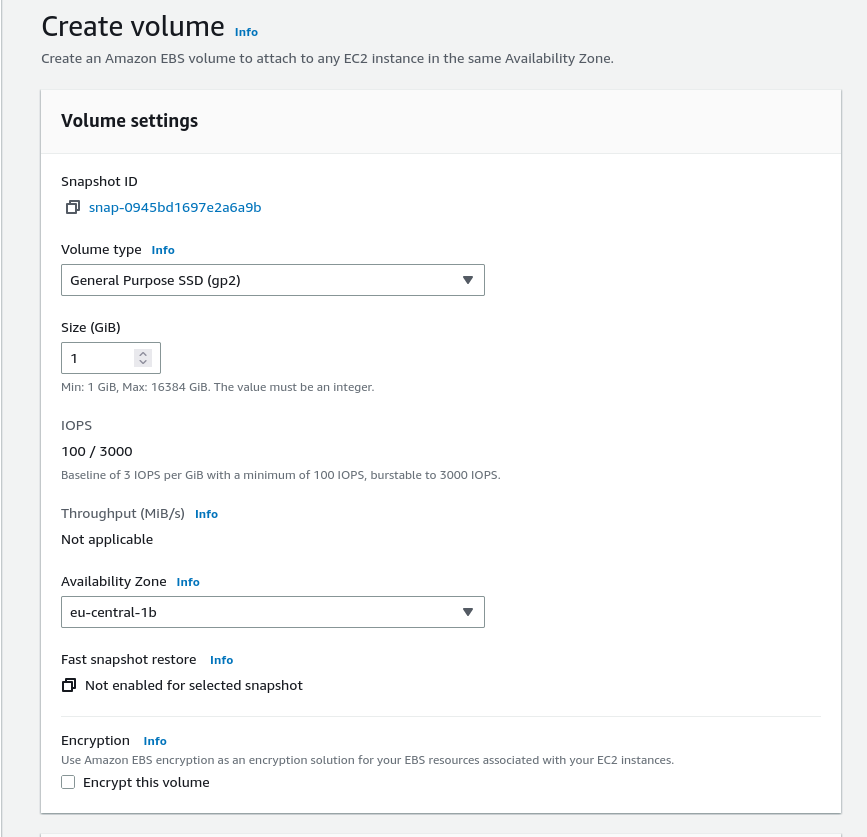 Create volume Info
Create an Amazon EBS volume to attach to any EC2 instance in the same Availability Zone.
Volume settings
Snapshot ID
snap-0945bd1697e2a6a9b
Volume type Info
General Purpose SSD (gp2)
Size (GiB)
1
Min: 1 GiB, Max: 16384 GiB. The value must be an integer.
IOPS
100 / 3000
Baseline of 3 IOPS per GiB with a minimum of 100 IOPS, burstable to 3000 IOPS.
Throughput (MiB/s) Info
Not applicable
Availability Zone Info
eu-central-1b
Fast snapshot restore Info
Not enabled for selected snapshot
Encryption Info
Use Amazon EBS encryption as an encryption solution for your EBS resources associated with your EC2 instances.
Encrypt this volume